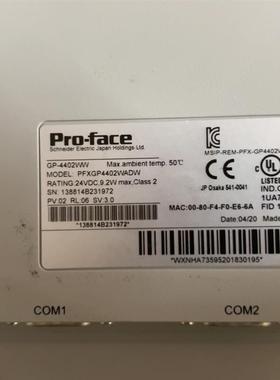 Pro-face
Schneider Electric Japan Holdings Ltd.
MSIP-REM-PFX-GP4402W
GP-4402WW Max.ambient temp. 50℃
MODEL: PFXGP4402WADW
RATING:24VDC,9.2W max,Class 2
SN:138814B231972
PV:02 RL:06 SV:3.0
*138814B231972*
CE
JP Osaka 541-0041
IND.C
1UA7
FID 1
MAC:00-80-F4-F0-E6-6A
DATE:04/20 Made i
*WXNHA73595201830195*
COM1 COM2